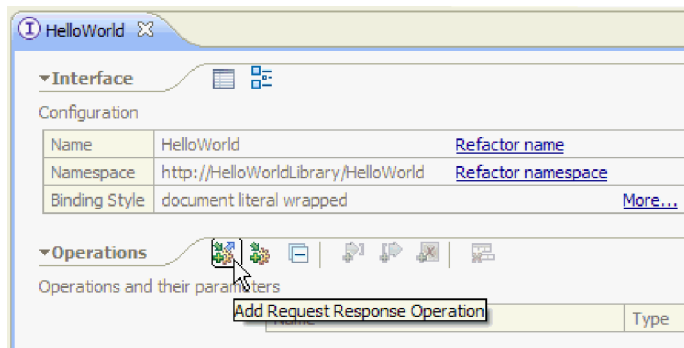 HelloWorld
Interface
Configuration
Name HelloWorld Refactor name
Namespace http://HelloWorldLibrary/HelloWorld Refactor namespace
Binding Style document literal wrapped More...
Operations
Operations and their parameters
Add Request Response Operation
Name Type